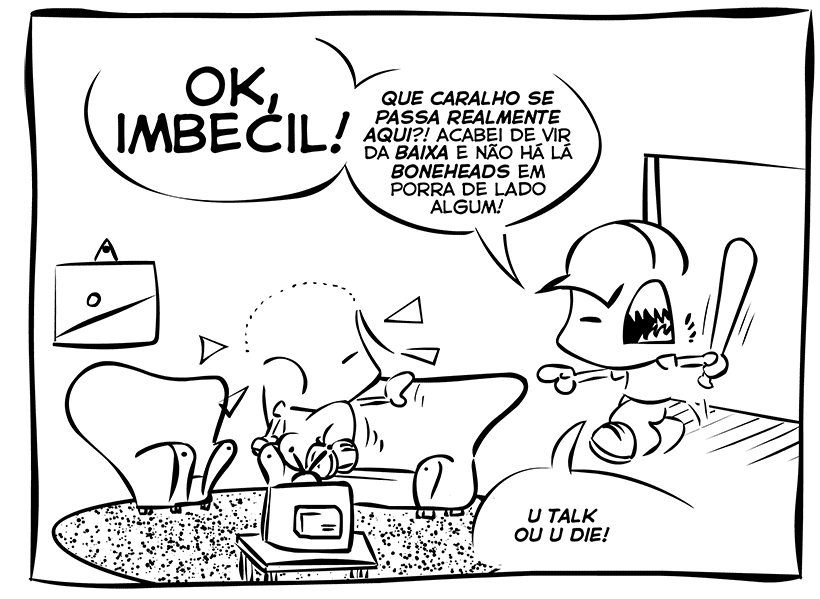 OK,
IMBECIL!
QUE CARALHO SE
PASSA REALMENTE
AQUI?! ACABEI DE VIR
DA BAIXA E NÃO HÁ LÁ
BONEHEADS EM
PORRA DE LADO
ALGUM!
U TALK
OU U DIE!